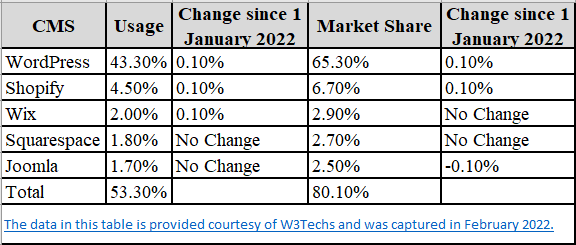 CMS Usage Change since 1 January 2022 Market Share Change since 1 January 2022
WordPress 43.30% 0.10% 65.30% 0.10%
Shopify 4.50% 0.10% 6.70% 0.10%
Wix 2.00% 0.10% 2.90% No Change
Squarespace 1.80% No Change 2.70% No Change
Joomla 1.70% No Change 2.50% -0.10%
Total 53.30% 80.10%
The data in this table is provided courtesy of W3Techs and was captured in February 2022.